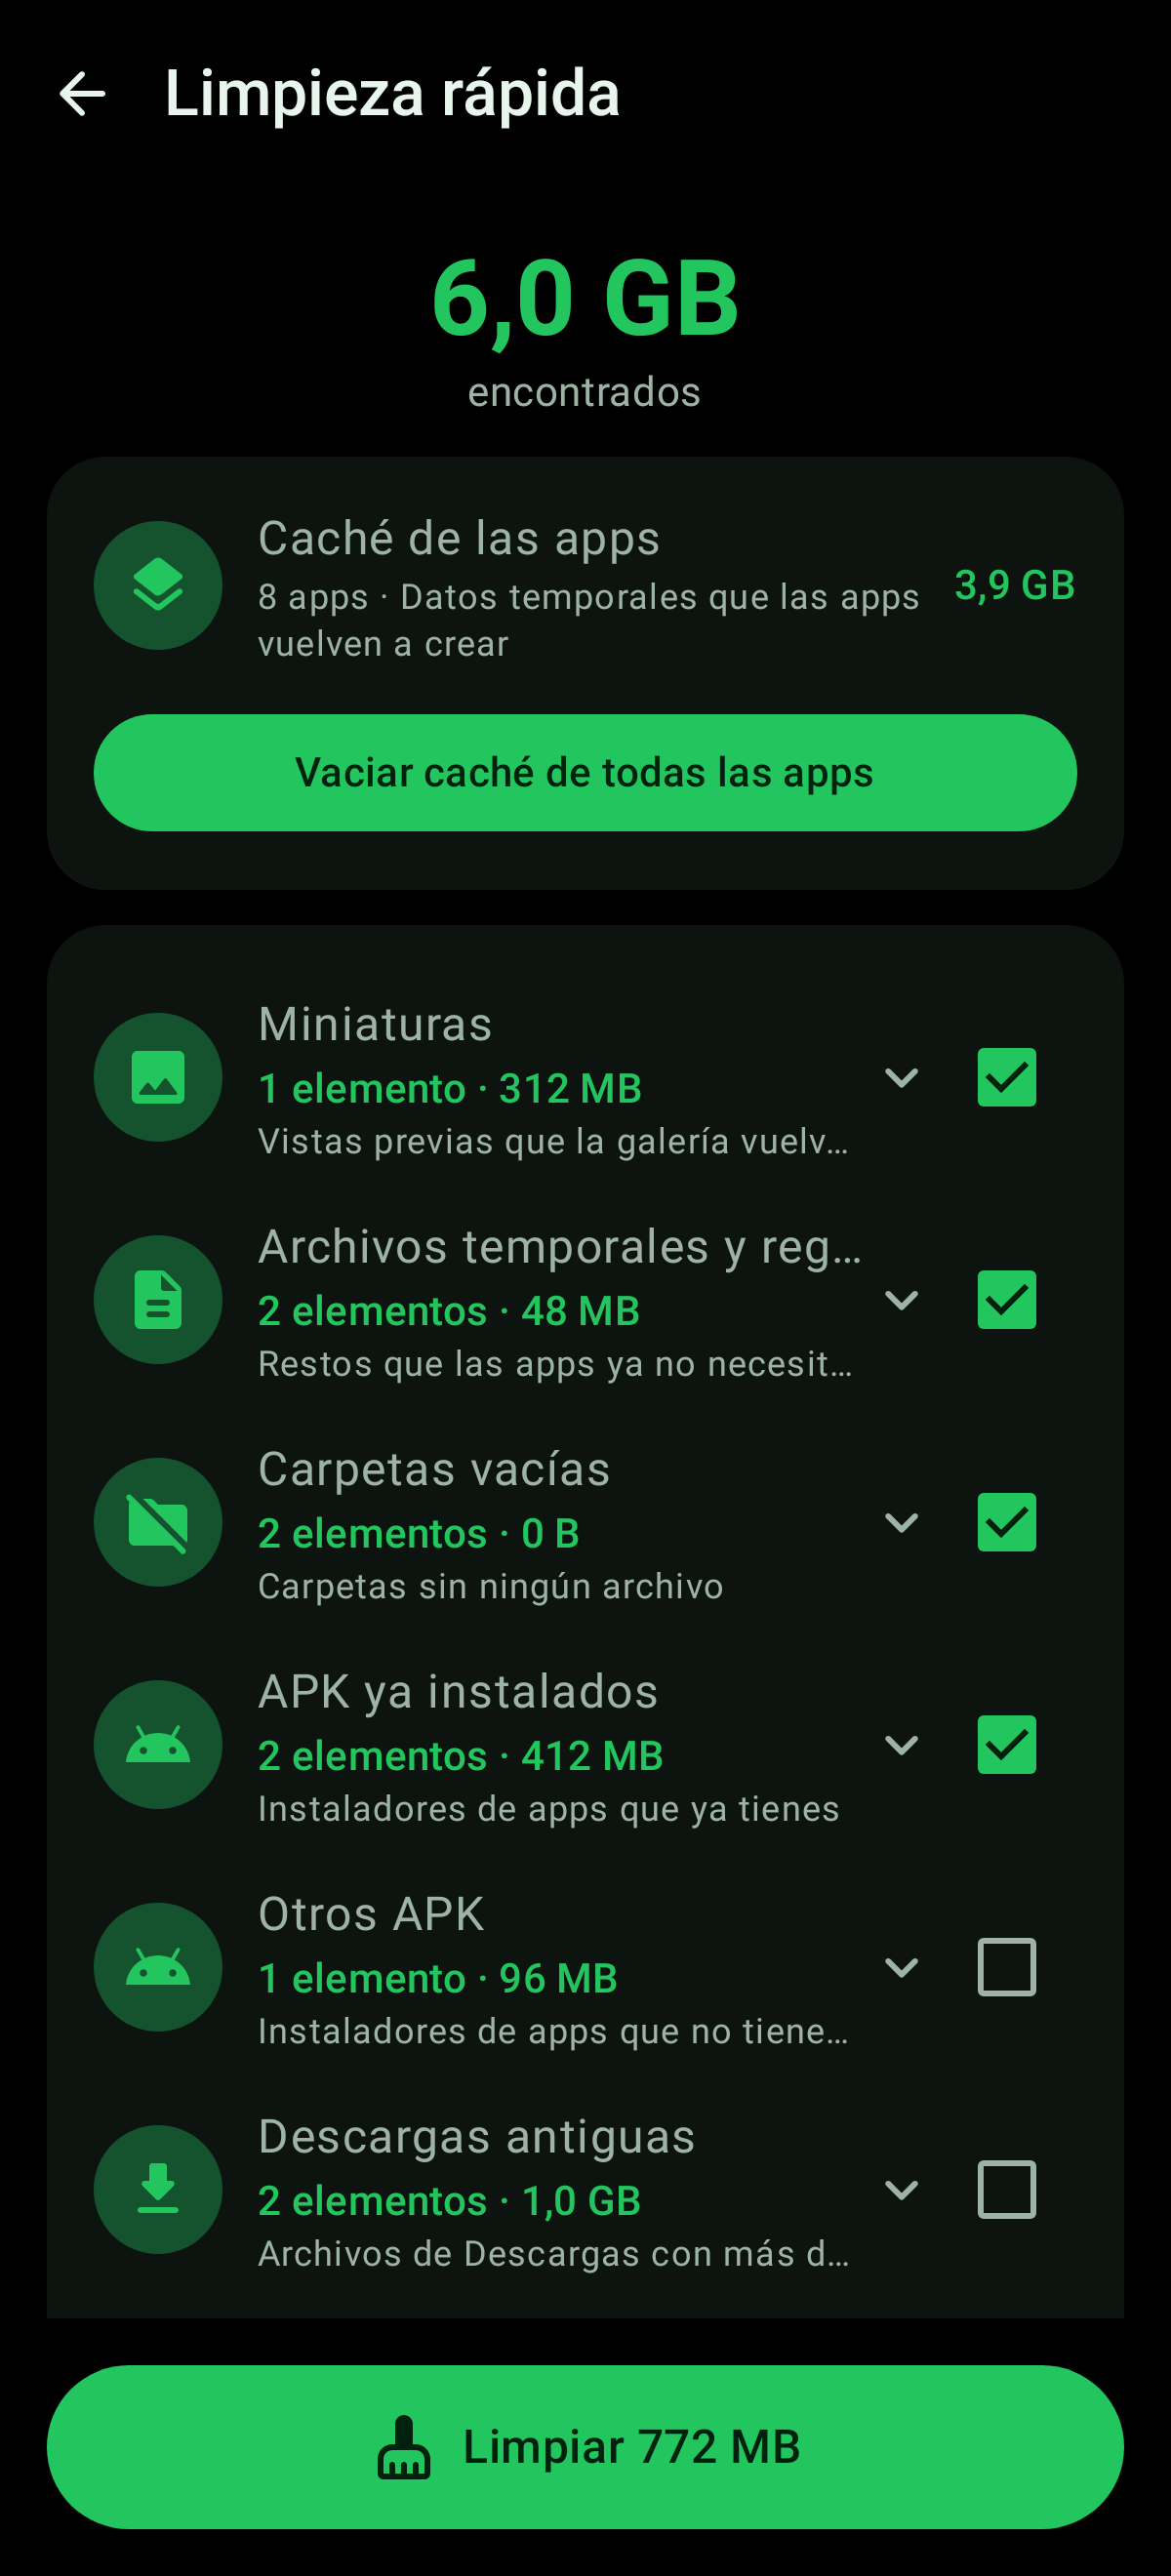 Limpieza rápida
6,0 GB
encontrados
Caché de las apps
8 apps · Datos temporales que las apps
vuelven a crear
3,9 GB
Vaciar caché de todas las apps
Miniaturas
1 elemento · 312 MB
Vistas previas que la galería vuelv…
Archivos temporales y reg…
2 elementos · 48 MB
Restos que las apps ya no necesit…
Carpetas vacías
2 elementos · 0 B
Carpetas sin ningún archivo
APK ya instalados
2 elementos · 412 MB
Instaladores de apps que ya tienes
Otros APK
1 elemento · 96 MB
Instaladores de apps que no tiene…
Descargas antiguas
2 elementos · 1,0 GB
Archivos de Descargas con más d…
Limpiar 772 MB